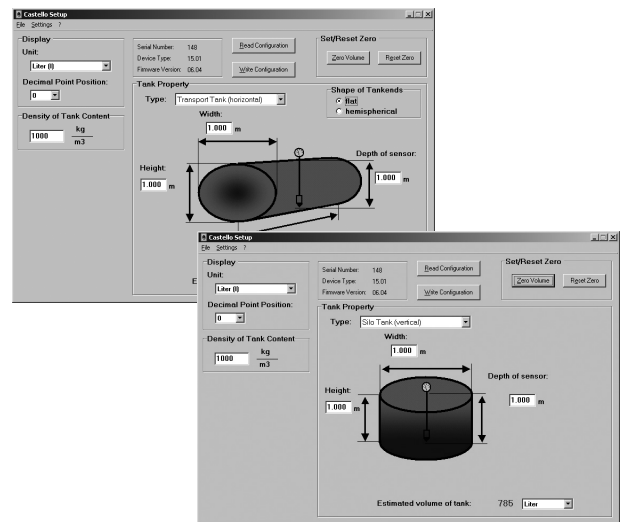 Castello Setup
File Settings ?
Display
Unit:
Liter (l)
Decimal Point Position:
0
Density of Tank Content
1000 kg
m3
Serial Number: 148
Device Type: 15.01
Firmware Version: 06.04
Read Configuration
Write Configuration
Set/Reset Zero
Zero Volume Reset Zero
Tank Property
Type: Transport Tank (horizontal)
Shape of Tankends
flat
hemispherical
Width:
1.000 m
Height:
1.000 m
Depth of sensor:
1.000 m
E
Castello Setup
File Settings ?
Display
Unit:
Liter (l)
Decimal Point Position:
0
Density of Tank Content
1000 kg
m3
Serial Number: 148
Device Type: 15.01
Firmware Version: 06.04
Read Configuration
Write Configuration
Set/Reset Zero
Zero Volume Reset Zero
Tank Property
Type: Silo Tank (vertical)
Width:
1.000 m
Height:
1.000 m
Depth of sensor:
1.000 m
Estimated volume of tank: 785 Liter